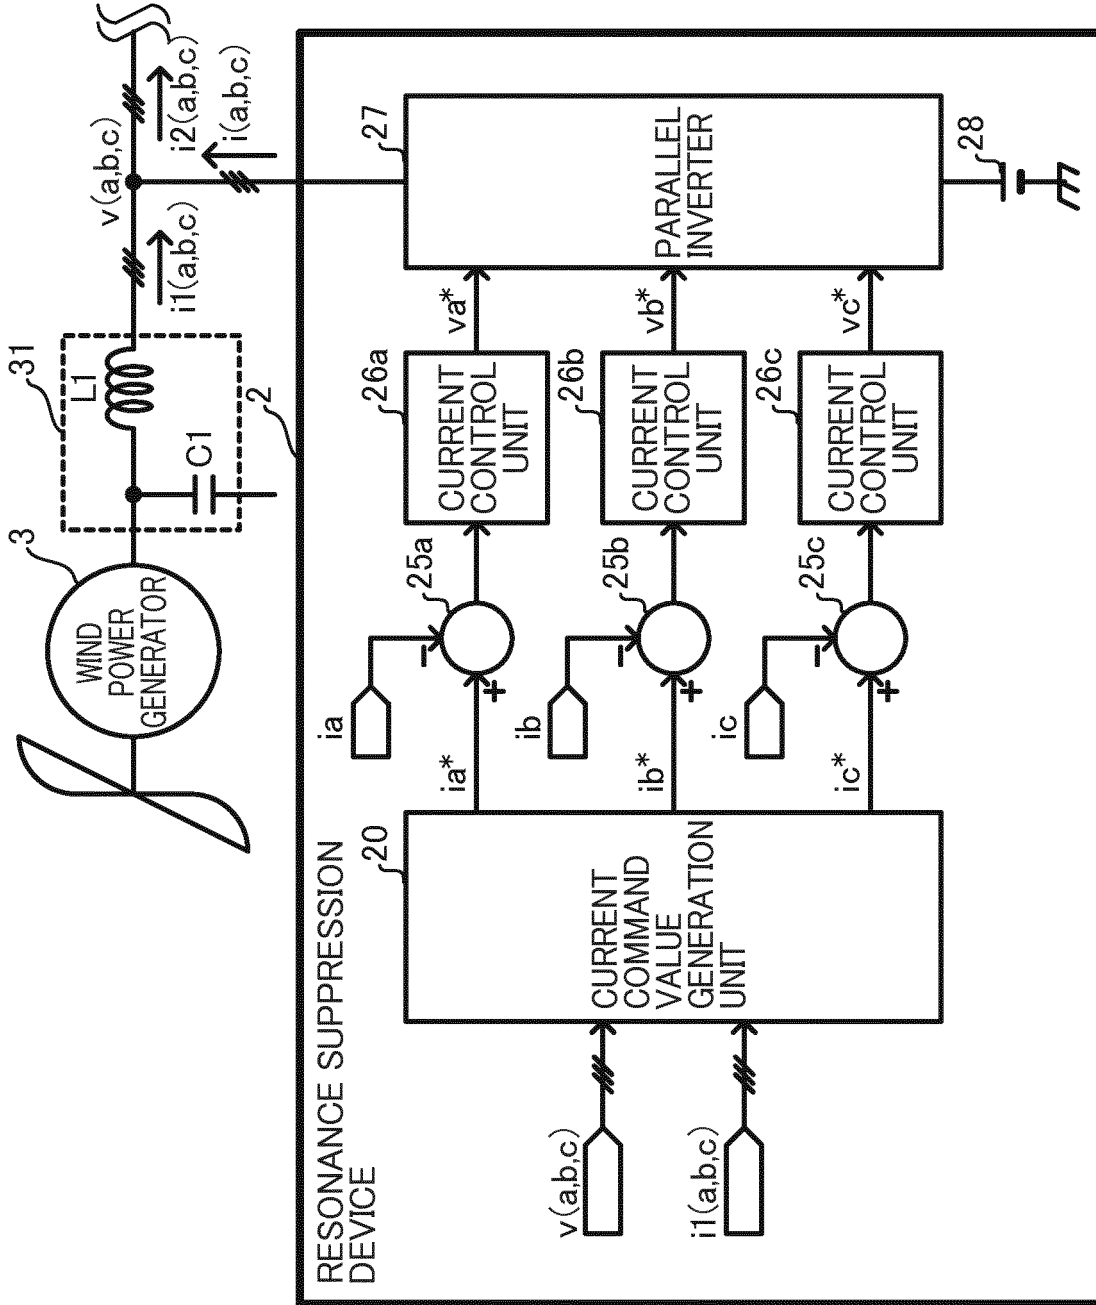 3
WIND
POWER
GENERATOR
31
L1
C1
i1(a,b,c)
v(a,b,c)
i2(a,b,c)
i(a,b,c)
2
RESONANCE SUPPRESSION
DEVICE
v(a,b,c)
i1(a,b,c)
20
CURRENT
COMMAND
VALUE
GENERATION
UNIT
ia*
ib*
ic*
ia
ib
ic
+
−
+
−
+
−
25a
25b
25c
26a
CURRENT
CONTROL
UNIT
26b
CURRENT
CONTROL
UNIT
26c
CURRENT
CONTROL
UNIT
va*
vb*
vc*
27
PARALLEL
INVERTER
28